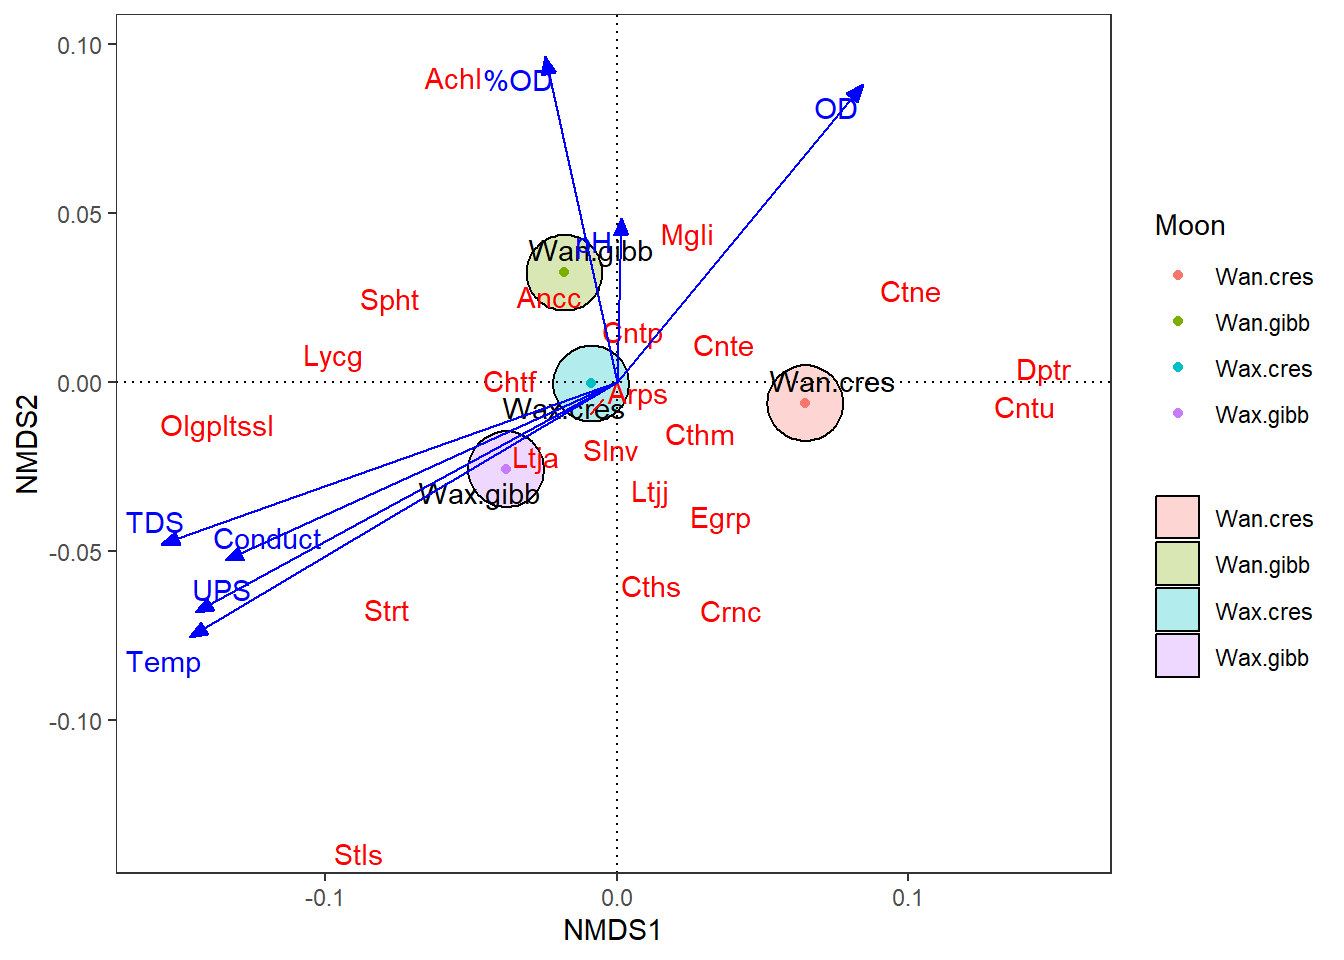 0.10
0.05
0.00
-0.05
-0.10
NMDS2
Achl
%OD
OD
pH
Wan.gibb
Mgli
Ancc
Spht
Ctne
Cntp
Cnte
Lycg
Chtf
Arps
Wan.cres
Dptr
Cntu
Wax.cres
Olgpltssl
Cthm
Slnv
Ltja
Wax.gibb
Ltjj
Egrp
TDS
Conduct
UPS
Cths
Strt
Crnc
Temp
Stls
-0.1
0.0
0.1
NMDS1
Moon
Wan.cres
Wan.gibb
Wax.cres
Wax.gibb
Wan.cres
Wan.gibb
Wax.cres
Wax.gibb